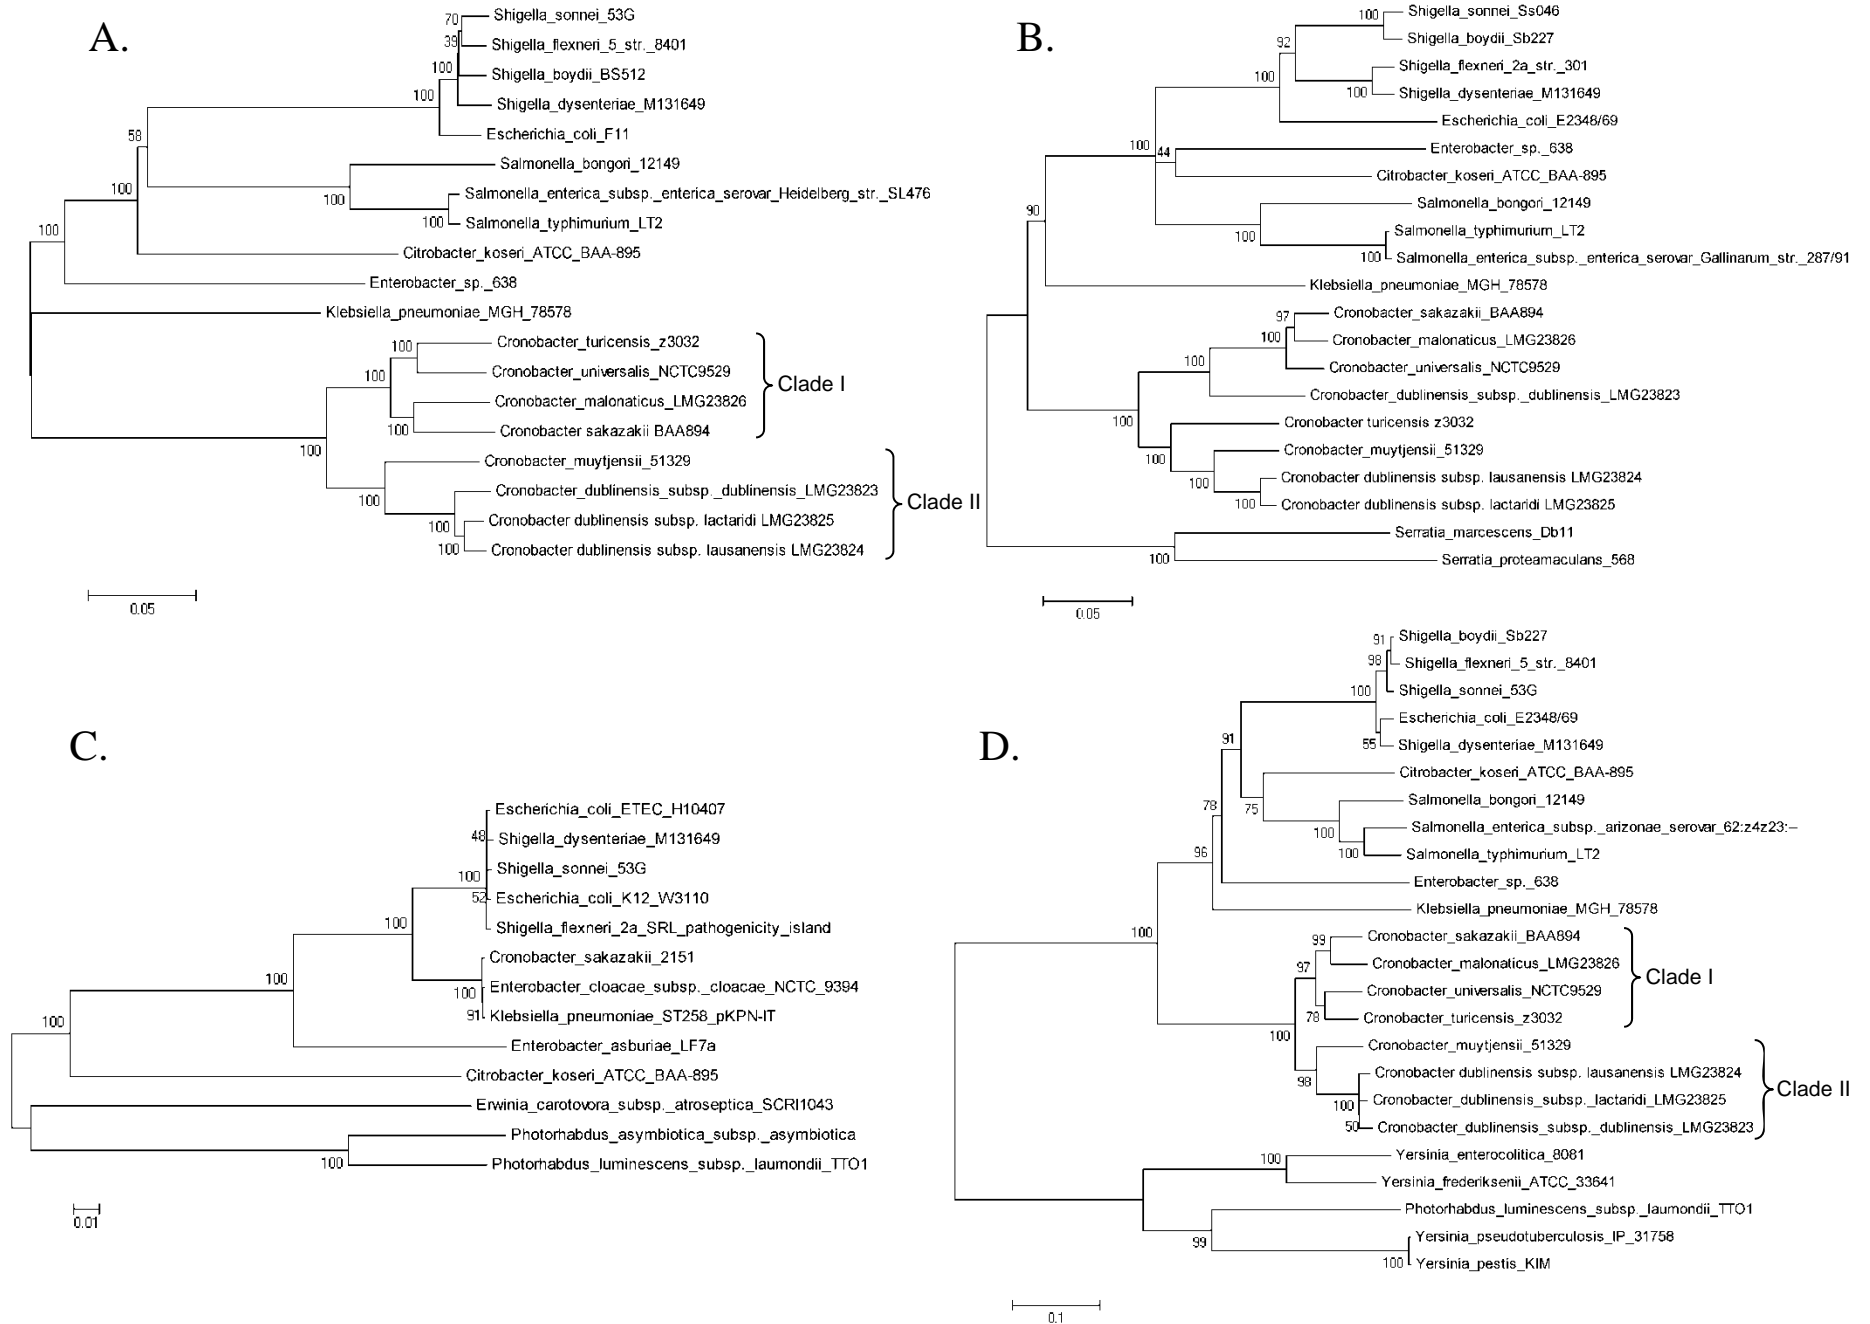 A.
70
Shigella_sonnei_53G
39
Shigella_flexneri_5_str._8401
100
Shigella_boydii_BS512
100
Shigella_dysenteriae_M131649
58
Escherichia_coli_F11
Salmonella_bongori_12149
100
100
Salmonella_enterica_subsp._enterica_serovar_Heidelberg_str._SL476
100
Salmonella_typhimurium_LT2
100
Citrobacter_koseri_ATCC_BAA-895
Enterobacter_sp._638
Klebsiella_pneumoniae_MGH_78578
100
Cronobacter_turicensis_z3032
100
Cronobacter_universalis_NCTC9529
Clade I
Cronobacter_malonaticus_LMG23826
100
Cronobacter sakazakii BAA894
100
Cronobacter_muytjensii_51329
100
Cronobacter_dublinensis_subsp._dublinensis_LMG23823
Clade II
100
Cronobacter dublinensis subsp. lactaridi LMG23825
100
Cronobacter dublinensis subsp. lausanensis LMG23824
0.05
B.
100
Shigella_sonnei_Ss046
92
Shigella_boydii_Sb227
100
Shigella_flexneri_2a_str._301
100
Shigella_dysenteriae_M131649
Escherichia_coli_E2348/69
100
44
Enterobacter_sp._638
Citrobacter_koseri_ATCC_BAA-895
90
Salmonella_bongori_12149
100
Salmonella_typhimurium_LT2
100
Salmonella_enterica_subsp._enterica_serovar_Gallinarum_str._287/91
Klebsiella_pneumoniae_MGH_78578
97
Cronobacter_sakazakii_BAA894
100
Cronobacter_malonaticus_LMG23826
100
Cronobacter_universalis_NCTC9529
Cronobacter_dublinensis_subsp._dublinensis_LMG23823
100
Cronobacter turicensis z3032
100
Cronobacter_muytjensii_51329
100
Cronobacter dublinensis subsp. lausanensis LMG23824
100
Cronobacter dublinensis subsp. lactaridi LMG23825
Serratia_marcescens_Db11
100
Serratia_proteamaculans_568
0.05
C.
Escherichia_coli_ETEC_H10407
48
Shigella_dysenteriae_M131649
100
Shigella_sonnei_53G
52
Escherichia_coli_K12_W3110
100
Shigella_flexneri_2a_SRL_pathogenicity_island
Cronobacter_sakazakii_2151
100
100
Enterobacter_cloacae_subsp._cloacae_NCTC_9394
91
Klebsiella_pneumoniae_ST258_pKPN-IT
100
Enterobacter_asburiae_LF7a
Citrobacter_koseri_ATCC_BAA-895
Erwinia_carotovora_subsp._atroseptica_SCRI1043
Photorhabdus_asymbiotica_subsp._asymbiotica
100
Photorhabdus_luminescens_subsp._laumondii_TTO1
0.01
D.
91
Shigella_boydii_Sb227
98
Shigella_flexneri_5_str._8401
100
Shigella_sonnei_53G
Escherichia_coli_E2348/69
91
55
Shigella_dysenteriae_M131649
Citrobacter_koseri_ATCC_BAA-895
78
75
Salmonella_bongori_12149
100
Salmonella_enterica_subsp._arizonae_serovar_62:z4z23:–
96
100
Salmonella_typhimurium_LT2
Enterobacter_sp._638
Klebsiella_pneumoniae_MGH_78578
100
99
Cronobacter_sakazakii_BAA894
97
Cronobacter_malonaticus_LMG23826
Clade I
Cronobacter_universalis_NCTC9529
78
Cronobacter_turicensis_z3032
100
Cronobacter_muytjensii_51329
98
Cronobacter dublinensis subsp. lausanensis LMG23824
Clade II
100
Cronobacter_dublinensis_subsp._lactaridi_LMG23825
50
Cronobacter_dublinensis_subsp._dublinensis_LMG23823
100
Yersinia_enterocolitica_8081
Yersinia_frederiksenii_ATCC_33641
Photorhabdus_luminescens_subsp._laumondii_TTO1
99
Yersinia_pseudotuberculosis_IP_31758
100
Yersinia_pestis_KIM
0.1